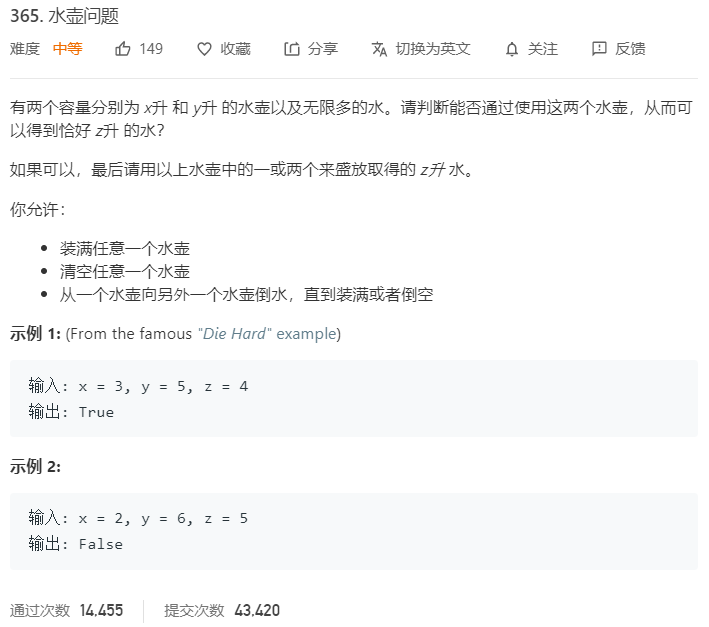 365. 水壶问题
难度 中等 149 收藏 分享 切换为英文 关注 反馈
有两个容量分别为 x升 和 y升 的水壶以及无限多的水。请判断能否通过使用这两个水壶，从而可
以得到恰好 z升 的水？
如果可以，最后请用以上水壶中的一或两个来盛放取得的 z升 水。
你允许：
• 装满任意一个水壶
• 清空任意一个水壶
• 从一个水壶向另外一个水壶倒水，直到装满或者倒空
示例 1: (From the famous "Die Hard" example)
输入: x = 3, y = 5, z = 4
输出: True
示例 2:
输入: x = 2, y = 6, z = 5
输出: False
通过次数 14,455 提交次数 43,420